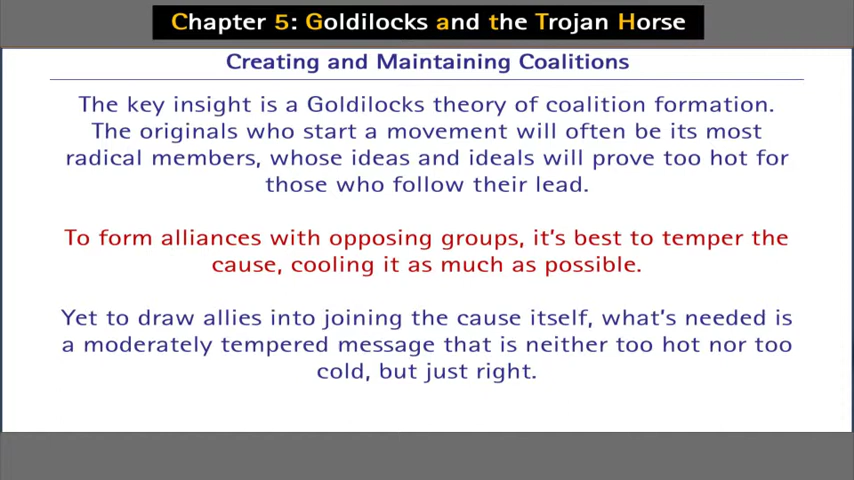 Chapter 5: Goldilocks and the Trojan Horse
Creating and Maintaining Coalitions
The key insight is a Goldilocks theory of coalition formation.
The originals who start a movement will often be its most
radical members, whose ideas and ideals will prove too hot for
those who follow their lead.
To form alliances with opposing groups, it's best to temper the
cause, cooling it as much as possible.
Yet to draw allies into joining the cause itself, what's needed is
a moderately tempered message that is neither too hot nor too
cold, but just right.